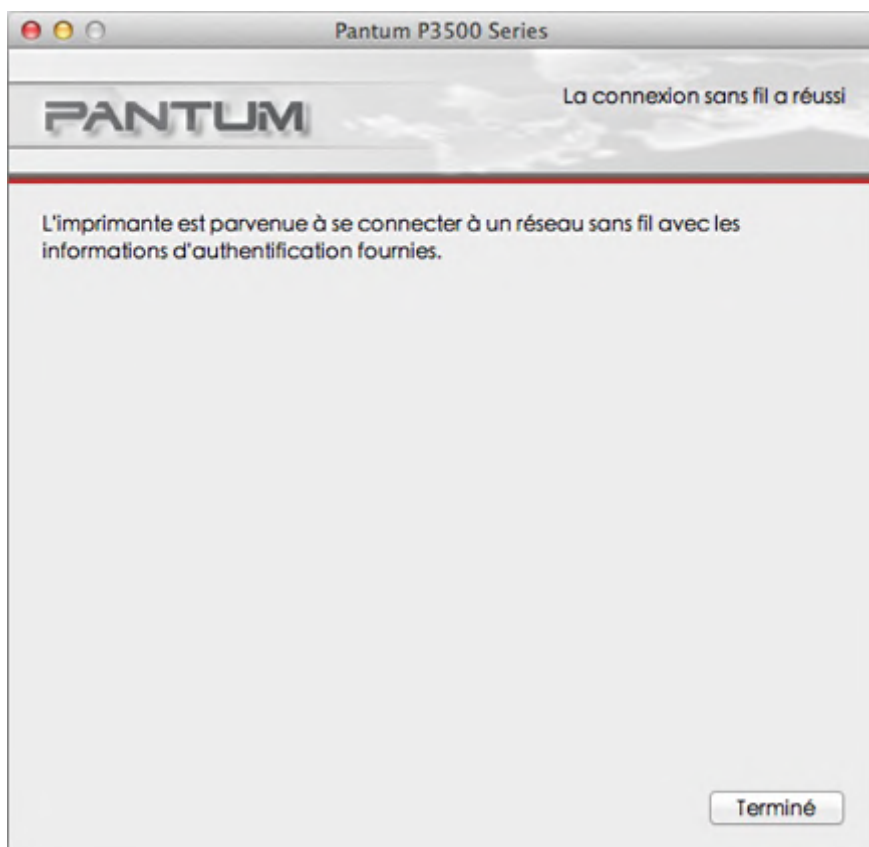 Pantum P3500 Series
PANTUM
La connexion sans fil a réussi
L'imprimante est parvenue à se connecter à un réseau sans fil avec les
informations d'authentification fournies.
Terminé